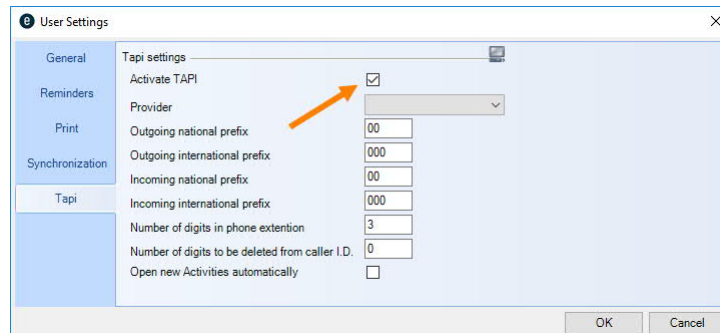 e User Settings
General
Reminders
Print
Synchronization
Tapi
Tapi settings
Activate TAPI
Provider
Outgoing national prefix 00
Outgoing international prefix 000
Incoming national prefix 00
Incoming international prefix 000
Number of digits in phone extention 3
Number of digits to be deleted from caller I.D. 0
Open new Activities automatically
OK Cancel